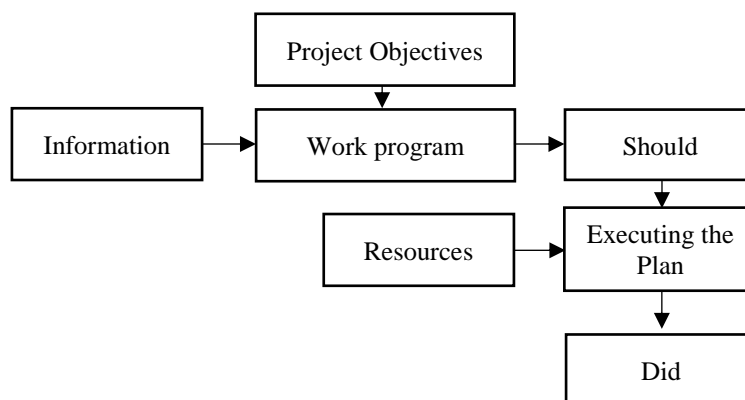 Project Objectives
Information
Work program
Should
Resources
Executing the
Plan
Did